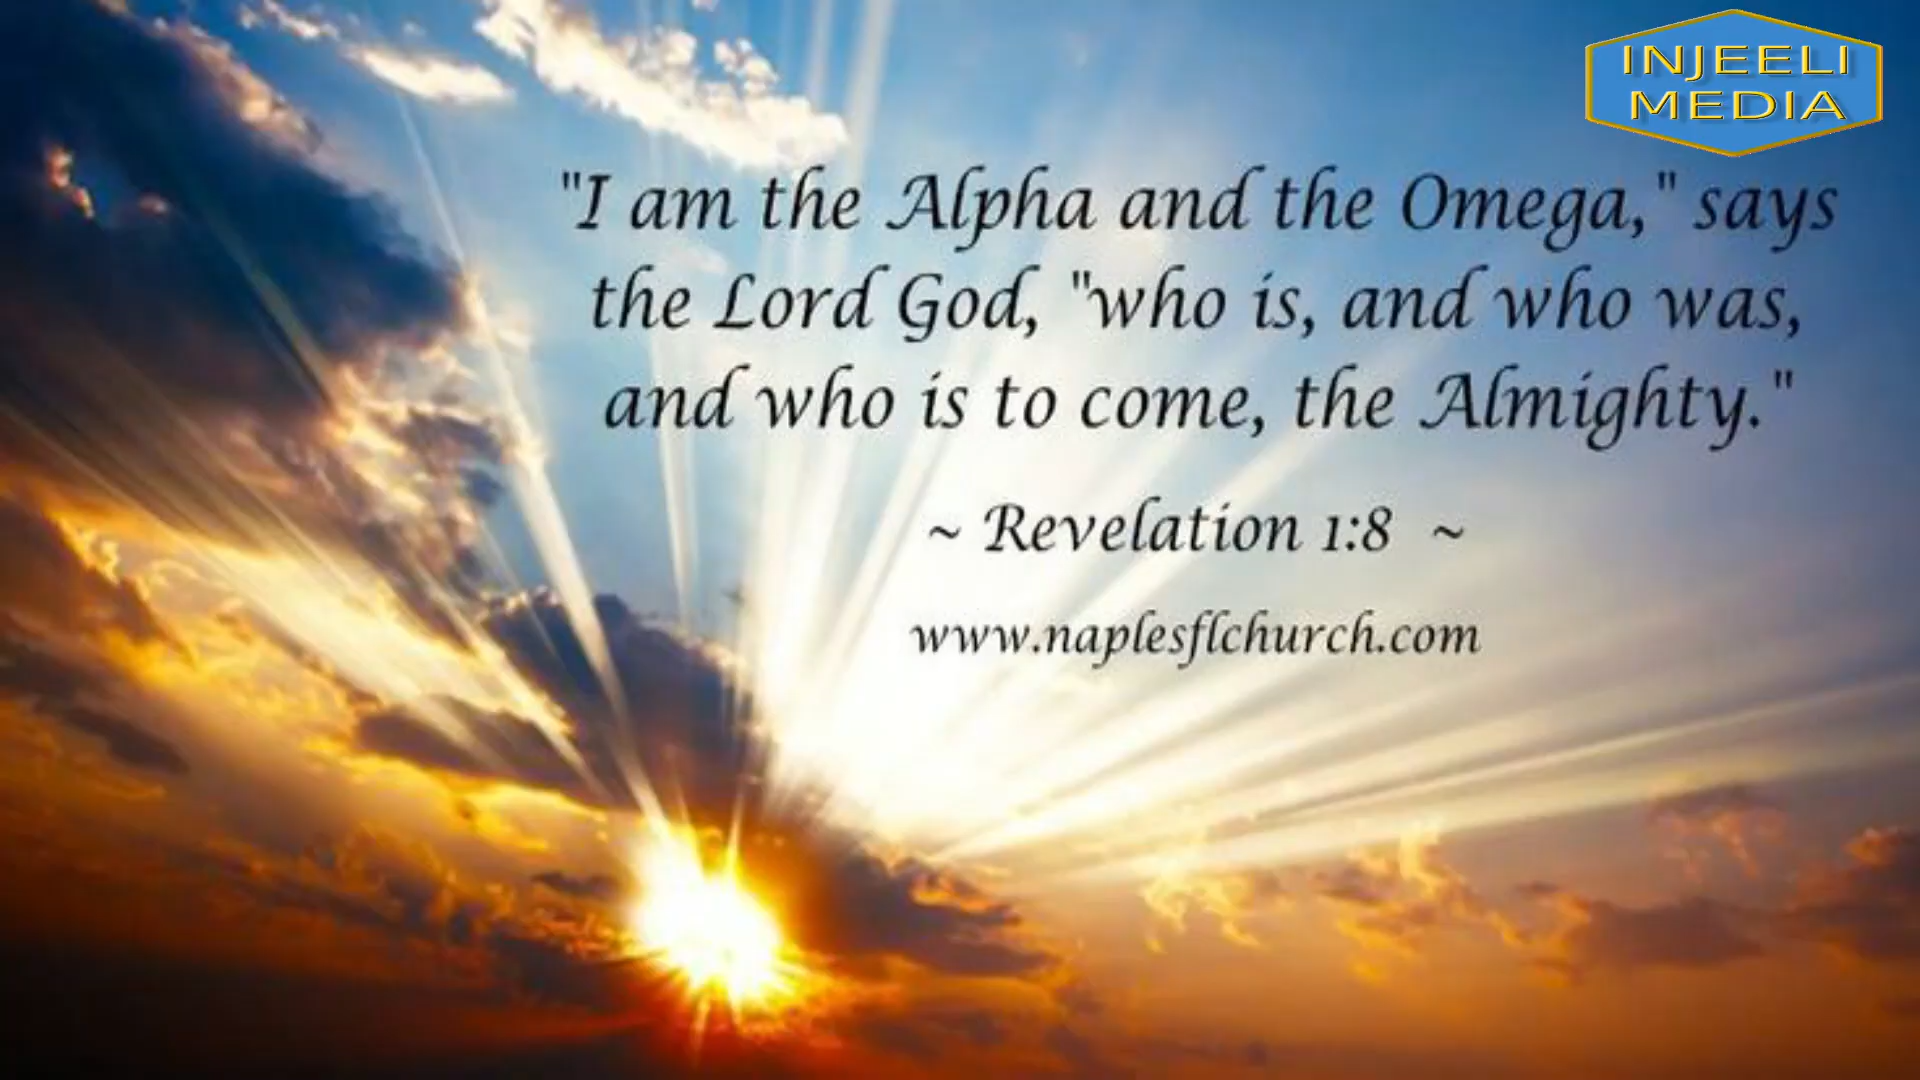 INJEELI
MEDIA
"I am the Alpha and the Omega," says
the Lord God, "who is, and who was,
and who is to come, the Almighty."
~ Revelation 1:8 ~
www.naplesflchurch.com